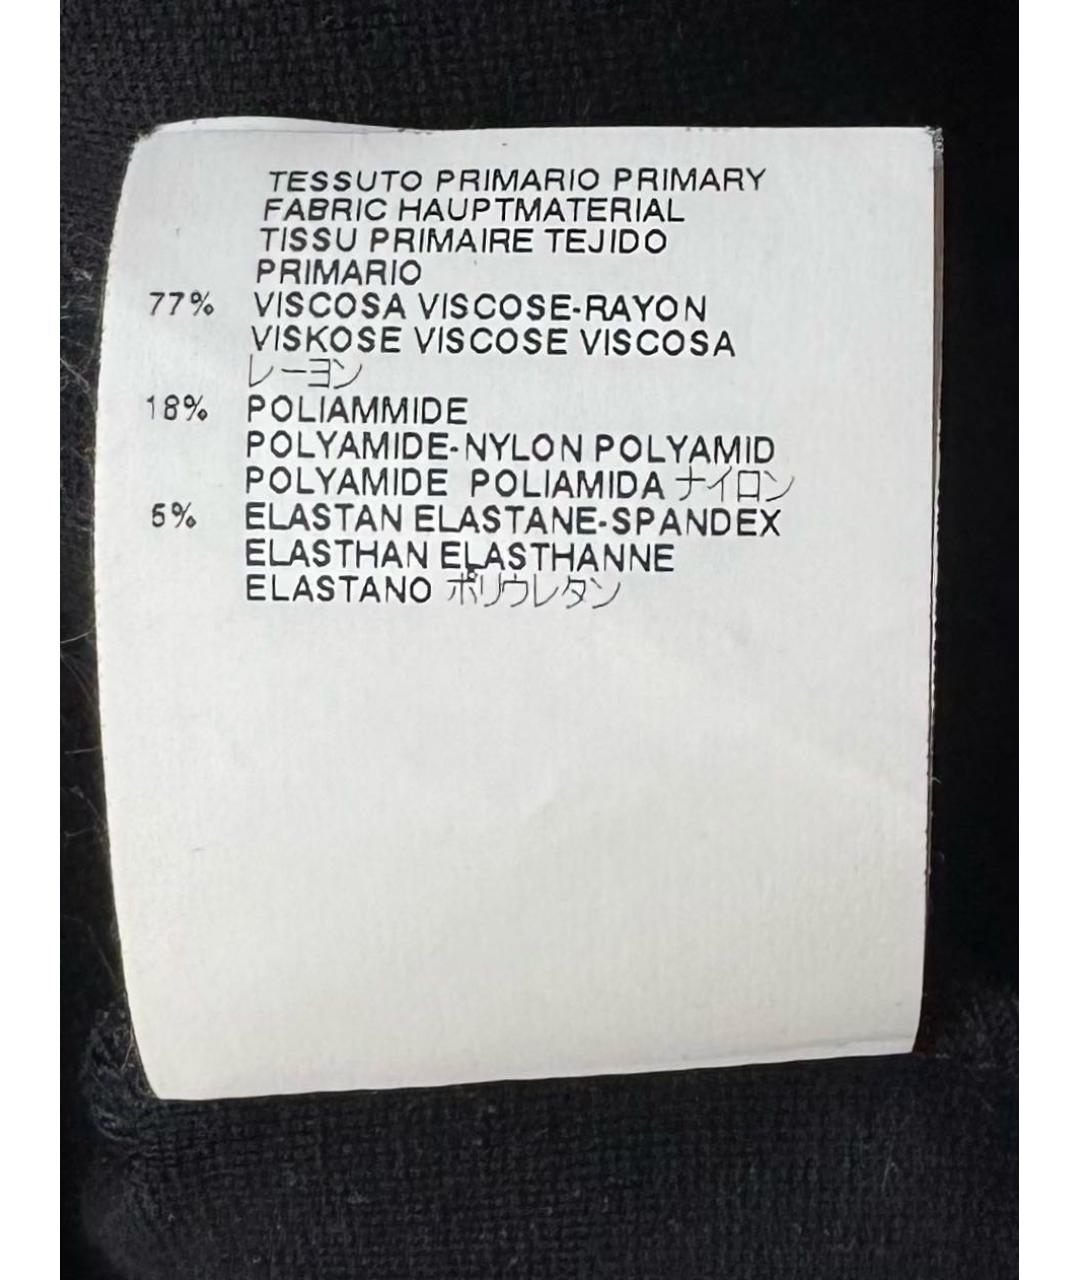 TESSUTO PRIMARIO PRIMARY
FABRIC HAUPTMATERIAL
TISSU PRIMAIRE TEJIDO
PRIMARIO
77% VISCOSA VISCOSE-RAYON
VISKOSE VISCOSE VISCOSA
レーヨン
18% POLIAMMIDE
POLYAMIDE-NYLON POLYAMID
POLYAMIDE POLIAMIDA ナイロン
5% ELASTAN ELASTANE-SPANDEX
ELASTHAN ELASTHANNE
ELASTANO ポリウレタン